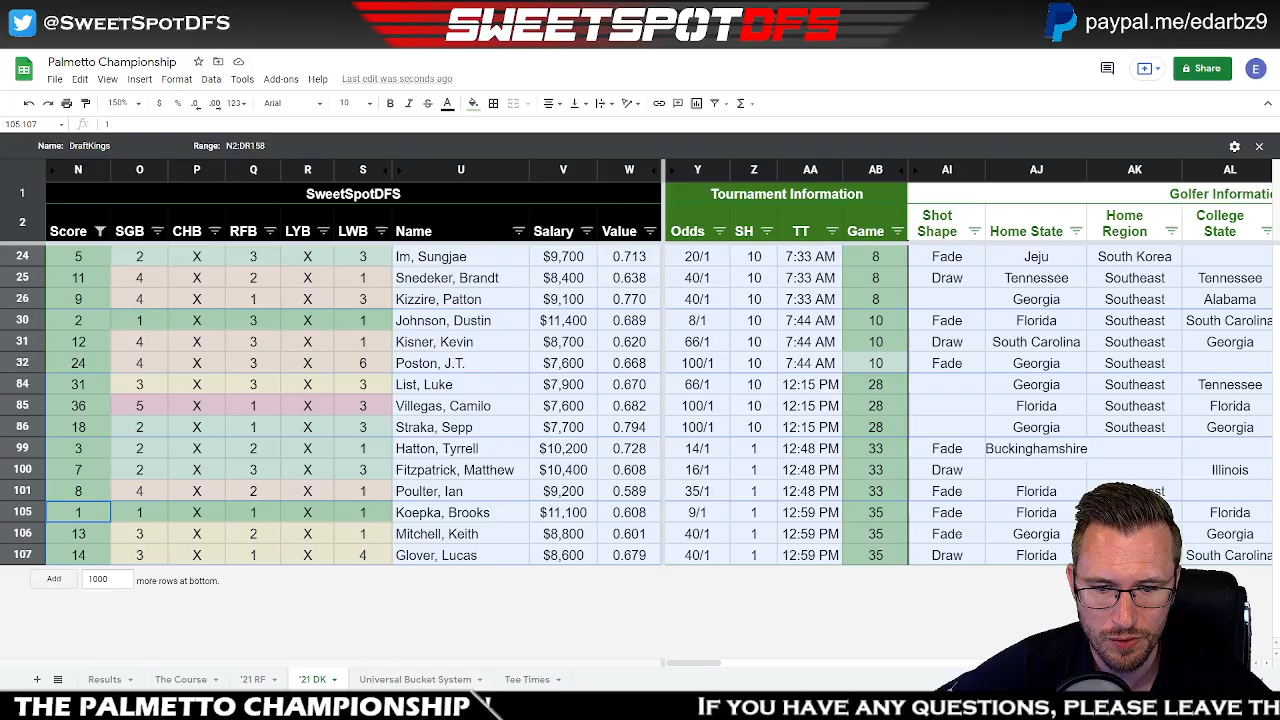 @SWEETSPOTDFS
SWEETSPOTDFS
paypal.me/edarbz9
Palmetto Championship
File Edit View Insert Format Data Tools Add-ons Help Last edit was seconds ago
Share E
150% $ % .0 .00 123 Arial 10 B I S A
105:107 fx 1
Name: DraftKings Range: N2:DR158
N O P Q R S U V W Y Z AA AB AI AJ AK AL
1 SweetSpotDFS Tournament Information Golfer Informatio
2 Score SGB CHB RFB LYB LWB Name Salary Value Odds SH TT Game Shot Shape Home State Home Region College State
24 5 2 X 3 X 3 Im, Sungjae $9,700 0.713 20/1 10 7:33 AM 8 Fade Jeju South Korea
25 11 4 X 2 X 1 Snedeker, Brandt $8,400 0.638 40/1 10 7:33 AM 8 Draw Tennessee Southeast Tennessee
26 9 4 X 1 X 3 Kizzire, Patton $9,100 0.770 40/1 10 7:33 AM 8 Georgia Southeast Alabama
30 2 1 X 3 X 1 Johnson, Dustin $11,400 0.689 8/1 10 7:44 AM 10 Fade Florida Southeast South Carolina
31 12 4 X 3 X 1 Kisner, Kevin $8,700 0.620 66/1 10 7:44 AM 10 Draw South Carolina Southeast Georgia
32 24 4 X 3 X 6 Poston, J.T. $7,600 0.668 100/1 10 7:44 AM 10 Fade Georgia Southeast
84 31 3 X 3 X 3 List, Luke $7,900 0.670 66/1 10 12:15 PM 28 Georgia Southeast Tennessee
85 36 5 X 1 X 3 Villegas, Camilo $7,600 0.682 100/1 10 12:15 PM 28 Florida Southeast Florida
86 18 2 X 2 X 1 Straka, Sepp $7,700 0.794 100/1 10 12:15 PM 28 Georgia Southeast Georgia
99 3 2 X 2 X 1 Hatton, Tyrrell $10,200 0.728 14/1 1 12:48 PM 33 Fade Buckinghamshire
100 7 2 X 3 X 3 Fitzpatrick, Matthew $10,400 0.608 16/1 1 12:48 PM 33 Draw Illinois
101 8 4 X 2 X 1 Poulter, Ian $9,200 0.589 35/1 1 12:48 PM 33 Fade Florida
105 1 1 X 1 X 1 Koepka, Brooks $11,100 0.608 9/1 1 12:59 PM 35 Fade Florida Florida
106 13 3 X 2 X 1 Mitchell, Keith $8,800 0.601 40/1 1 12:59 PM 35 Fade Georgia Georgia
107 14 3 X 1 X 4 Glover, Lucas $8,600 0.679 40/1 1 12:59 PM 35 Draw Florida South Carolina
Add 1000 more rows at bottom.
Results The Course '21 RF '21 DK Universal Bucket System Tee Times
THE PALMETTO CHAMPIONSHIP
IF YOU HAVE ANY QUESTIONS, PLEASE LEAVE TH